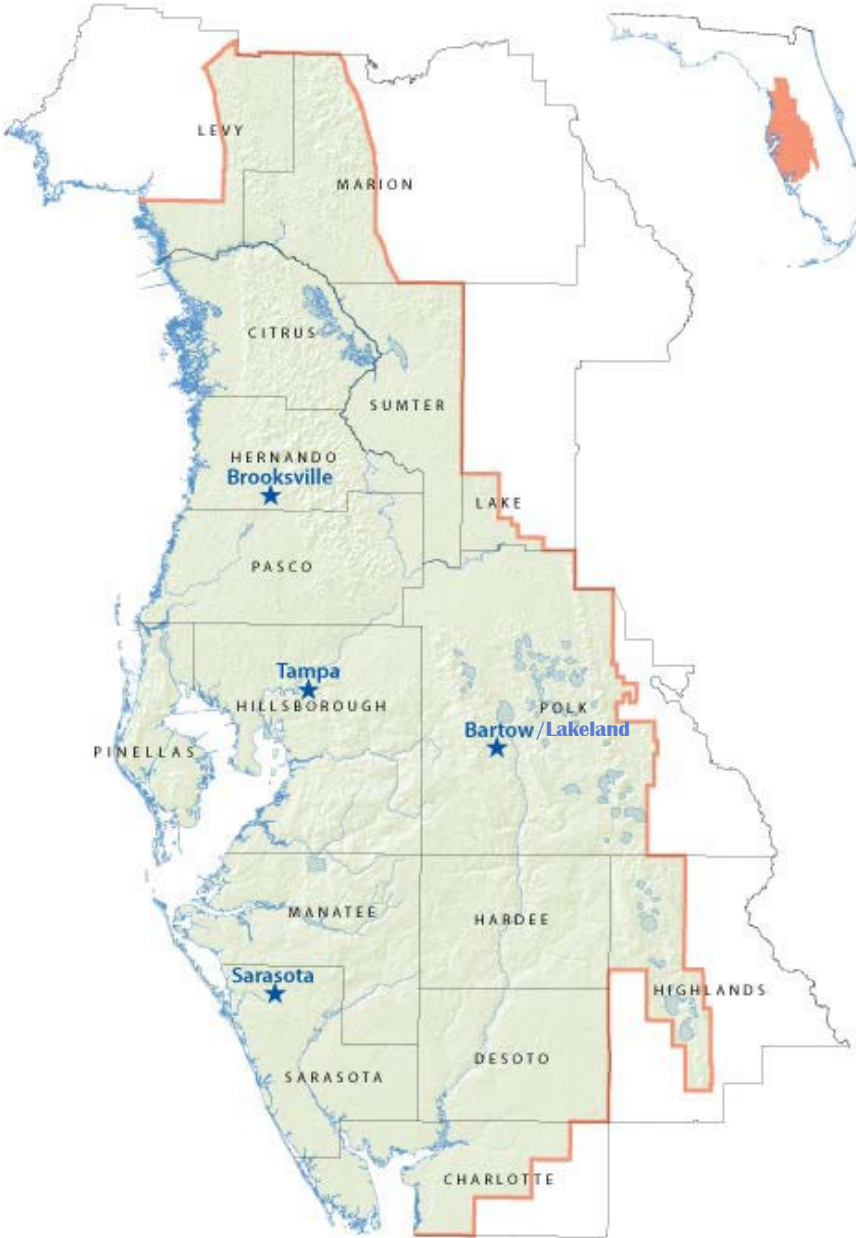 LEVY
MARION
CITRUS
SUMTER
HERNANDO
Brooksville
LAKE
PASCO
Tampa
HILLSBOROUGH
POLK
Bartow /Lakeland
PINELLAS
MANATEE
HARDEE
Sarasota
HIGHLANDS
DESOTO
SARASOTA
CHARLOTTE